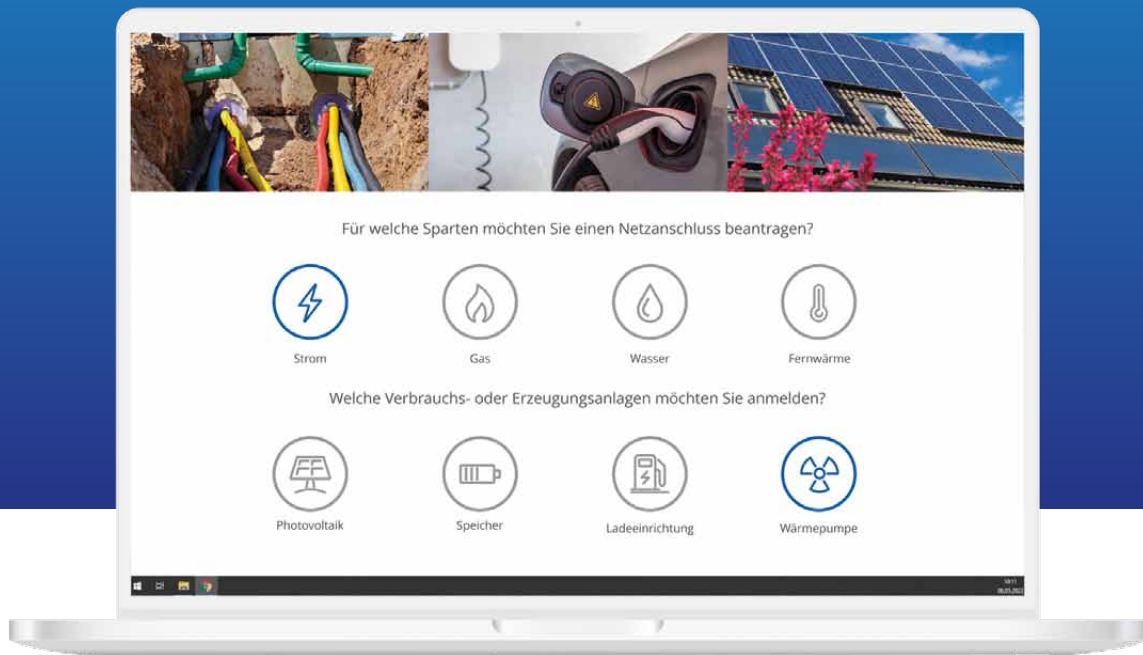 Für welche Sparten möchten Sie einen Netzanschluss beantragen?
Strom
Gas
Wasser
Fernwärme
Welche Verbrauchs- oder Erzeugungsanlagen möchten Sie anmelden?
Photovoltaik
Speicher
Ladeeinrichtung
Wärmepumpe